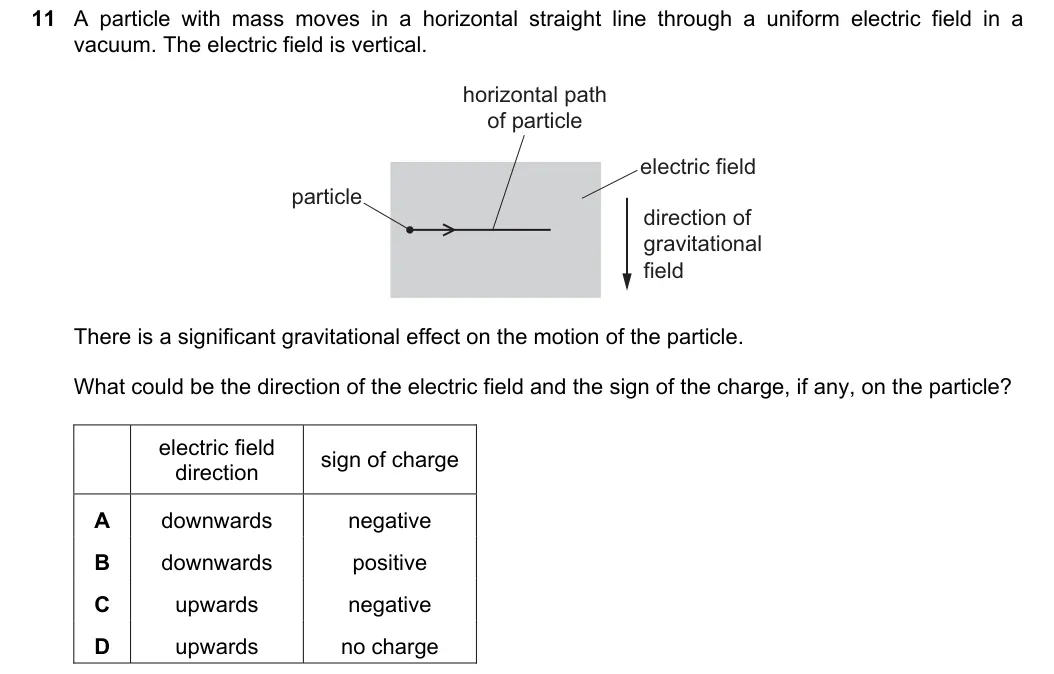 11 A particle with mass moves in a horizontal straight line through a uniform electric field in a
vacuum. The electric field is vertical.
horizontal path
of particle
electric field
particle
direction of
gravitational
field
There is a significant gravitational effect on the motion of the particle.
What could be the direction of the electric field and the sign of the charge, if any, on the particle?
electric field
direction
sign of charge
A downwards negative
B downwards positive
C upwards negative
D upwards no charge